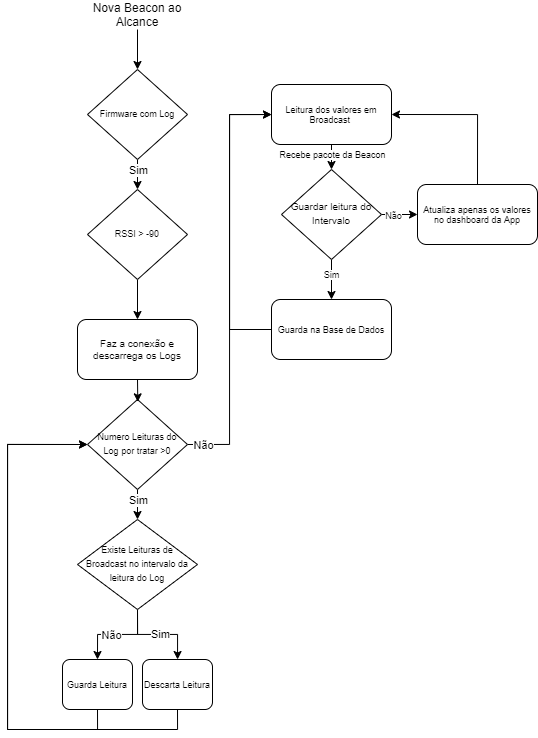 Nova Beacon ao
Alcance
Firmware com Log
Sim
RSSI > -90
Faz a conexão e
descarrega os Logs
Numero Leituras do
Log por tratar >0
Não
Sim
Existe Leituras de
Broadcast no intervalo da
leitura do Log
Não
Sim
Guarda Leitura
Descarta Leitura
Leitura dos valores em
Broadcast
Recebe pacote da Beacon
Guardar leitura do
Intervalo
Não
Atualiza apenas os valores
no dashboard da App
Sim
Guarda na Base de Dados